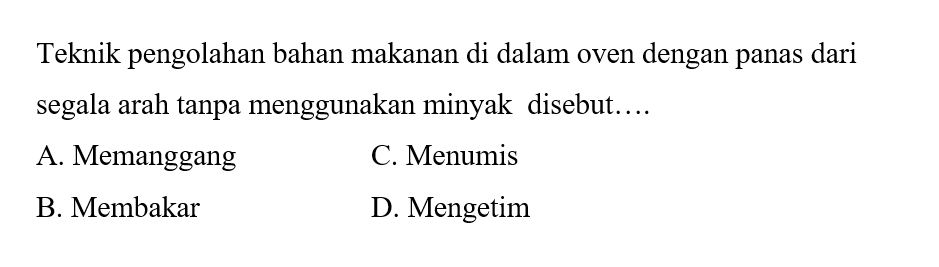 Teknik pengolahan bahan makanan di dalam oven dengan panas dari
segala arah tanpa menggunakan minyak disebut….
A. Memanggang C. Menumis
B. Membakar D. Mengetim